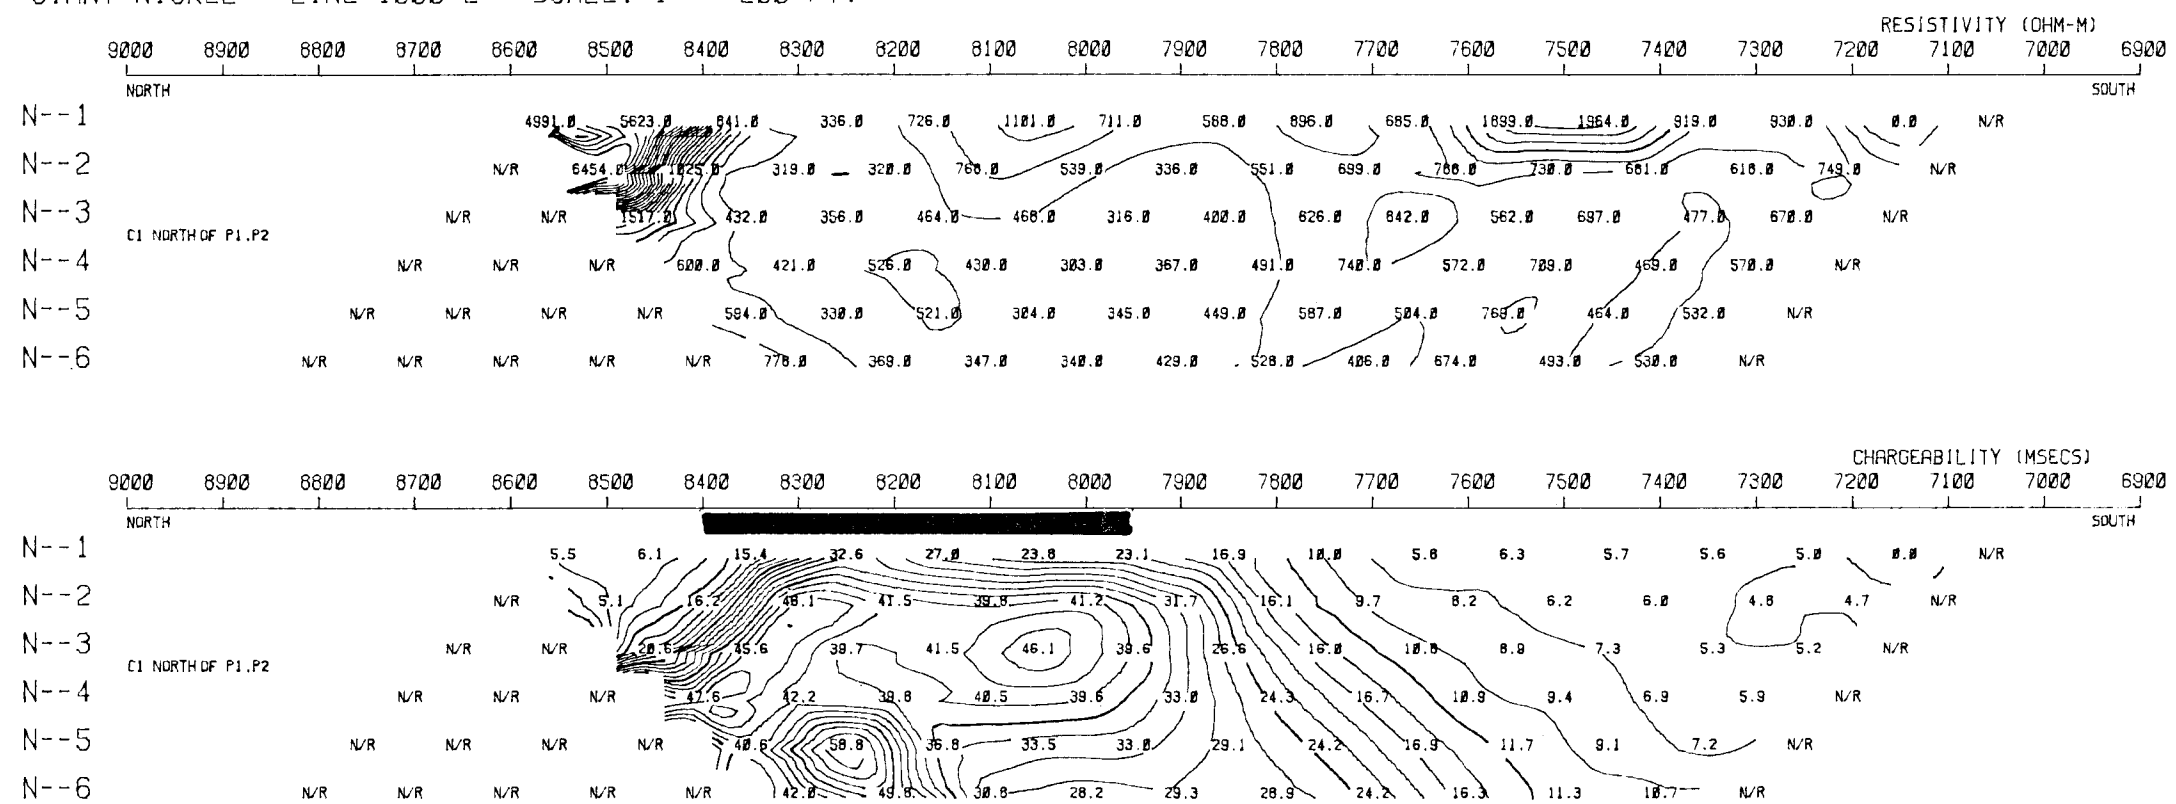 RESISTIVITY (OHM-M)
9000 8900 8800 8700 8600 8500 8400 8300 8200 8100 8000 7900 7800 7700 7600 7500 7400 7300 7200 7100 7000 6900
NORTH SOUTH
N--1 4991.0 5623.0 841.0 336.0 726.0 1101.0 711.0 588.0 896.0 685.0 1899.0 1964.0 919.0 930.0 0.0 N/R
N--2 N/R 6454.0 1825.0 319.0 320.0 768.0 539.0 336.0 551.0 699.0 788.0 730.0 681.0 618.0 749.0 N/R
N--3 N/R N/R 1517.0 432.0 356.0 464.0 468.0 316.0 400.0 626.0 842.0 562.0 697.0 477.0 670.0 N/R
C1 NORTH OF P1.P2
N--4 N/R N/R N/R 600.0 421.0 526.0 430.0 303.0 367.0 491.0 740.0 572.0 709.0 469.0 570.0 N/R
N--5 N/R N/R N/R N/R 594.0 330.0 521.0 304.0 345.0 449.0 587.0 504.0 769.0 464.0 532.0 N/R
N--6 N/R N/R N/R N/R N/R 778.0 369.0 347.0 340.0 429.0 528.0 406.0 674.0 493.0 530.0 N/R
CHARGEABILITY (MSECS)
9000 8900 8800 8700 8600 8500 8400 8300 8200 8100 8000 7900 7800 7700 7600 7500 7400 7300 7200 7100 7000 6900
NORTH SOUTH
N--1 5.5 6.1 15.4 32.6 27.0 23.8 23.1 16.9 10.0 5.8 6.3 5.7 5.6 5.0 0.0 N/R
N--2 N/R 5.1 16.2 40.1 41.5 39.8 41.2 31.7 16.1 9.7 8.2 6.2 6.0 4.8 4.7 N/R
N--3 N/R N/R 20.6 45.6 39.7 41.5 46.1 39.6 26.6 16.0 10.8 8.9 7.3 5.3 5.2 N/R
C1 NORTH OF P1.P2
N--4 N/R N/R N/R 47.6 42.2 39.8 40.5 39.6 33.0 24.3 16.7 10.9 9.4 6.9 5.9 N/R
N--5 N/R N/R N/R N/R 40.6 58.8 36.8 33.5 33.0 29.1 24.2 16.9 11.7 9.1 7.2 N/R
N--6 N/R N/R N/R N/R N/R 42.0 49.8 30.8 28.2 29.3 28.9 24.2 16.3 11.3 10.7 N/R